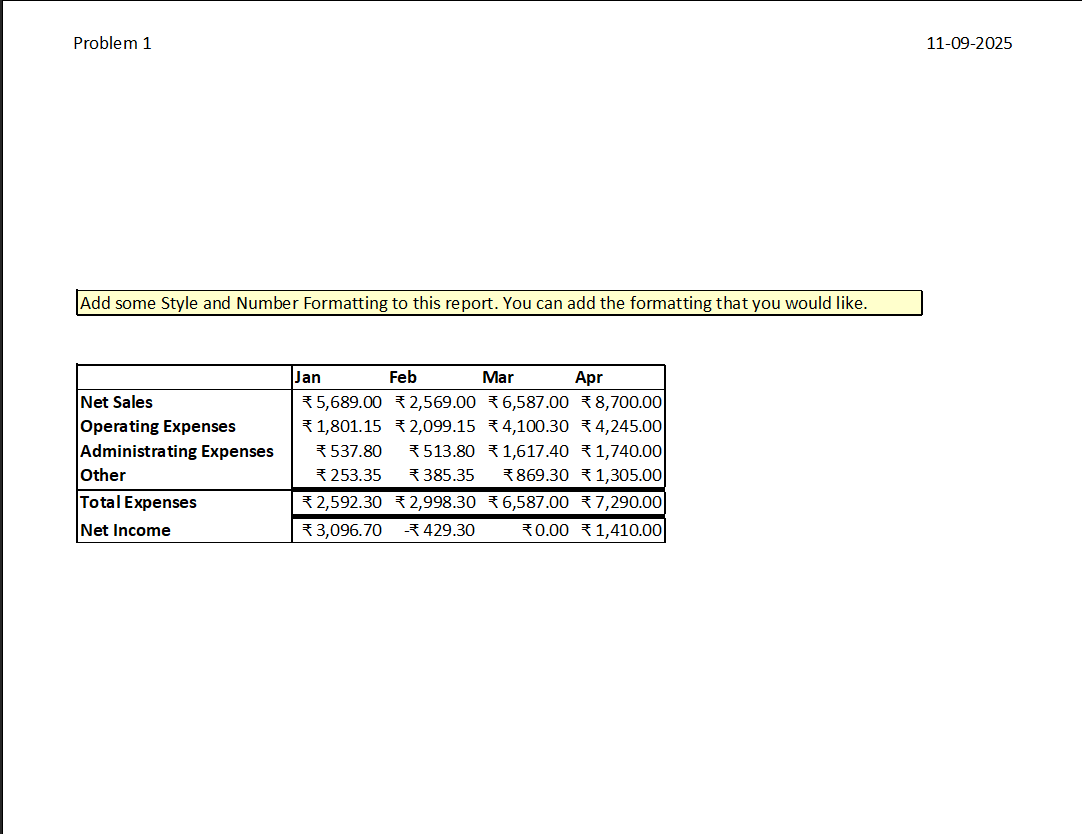 Problem 1 11-09-2025
Add some Style and Number Formatting to this report. You can add the formatting that you would like.
Jan Feb Mar Apr
Net Sales ₹ 5,689.00 ₹ 2,569.00 ₹ 6,587.00 ₹ 8,700.00
Operating Expenses ₹ 1,801.15 ₹ 2,099.15 ₹ 4,100.30 ₹ 4,245.00
Administrating Expenses ₹ 537.80 ₹ 513.80 ₹ 1,617.40 ₹ 1,740.00
Other ₹ 253.35 ₹ 385.35 ₹ 869.30 ₹ 1,305.00
Total Expenses ₹ 2,592.30 ₹ 2,998.30 ₹ 6,587.00 ₹ 7,290.00
Net Income ₹ 3,096.70 -₹ 429.30 ₹ 0.00 ₹ 1,410.00